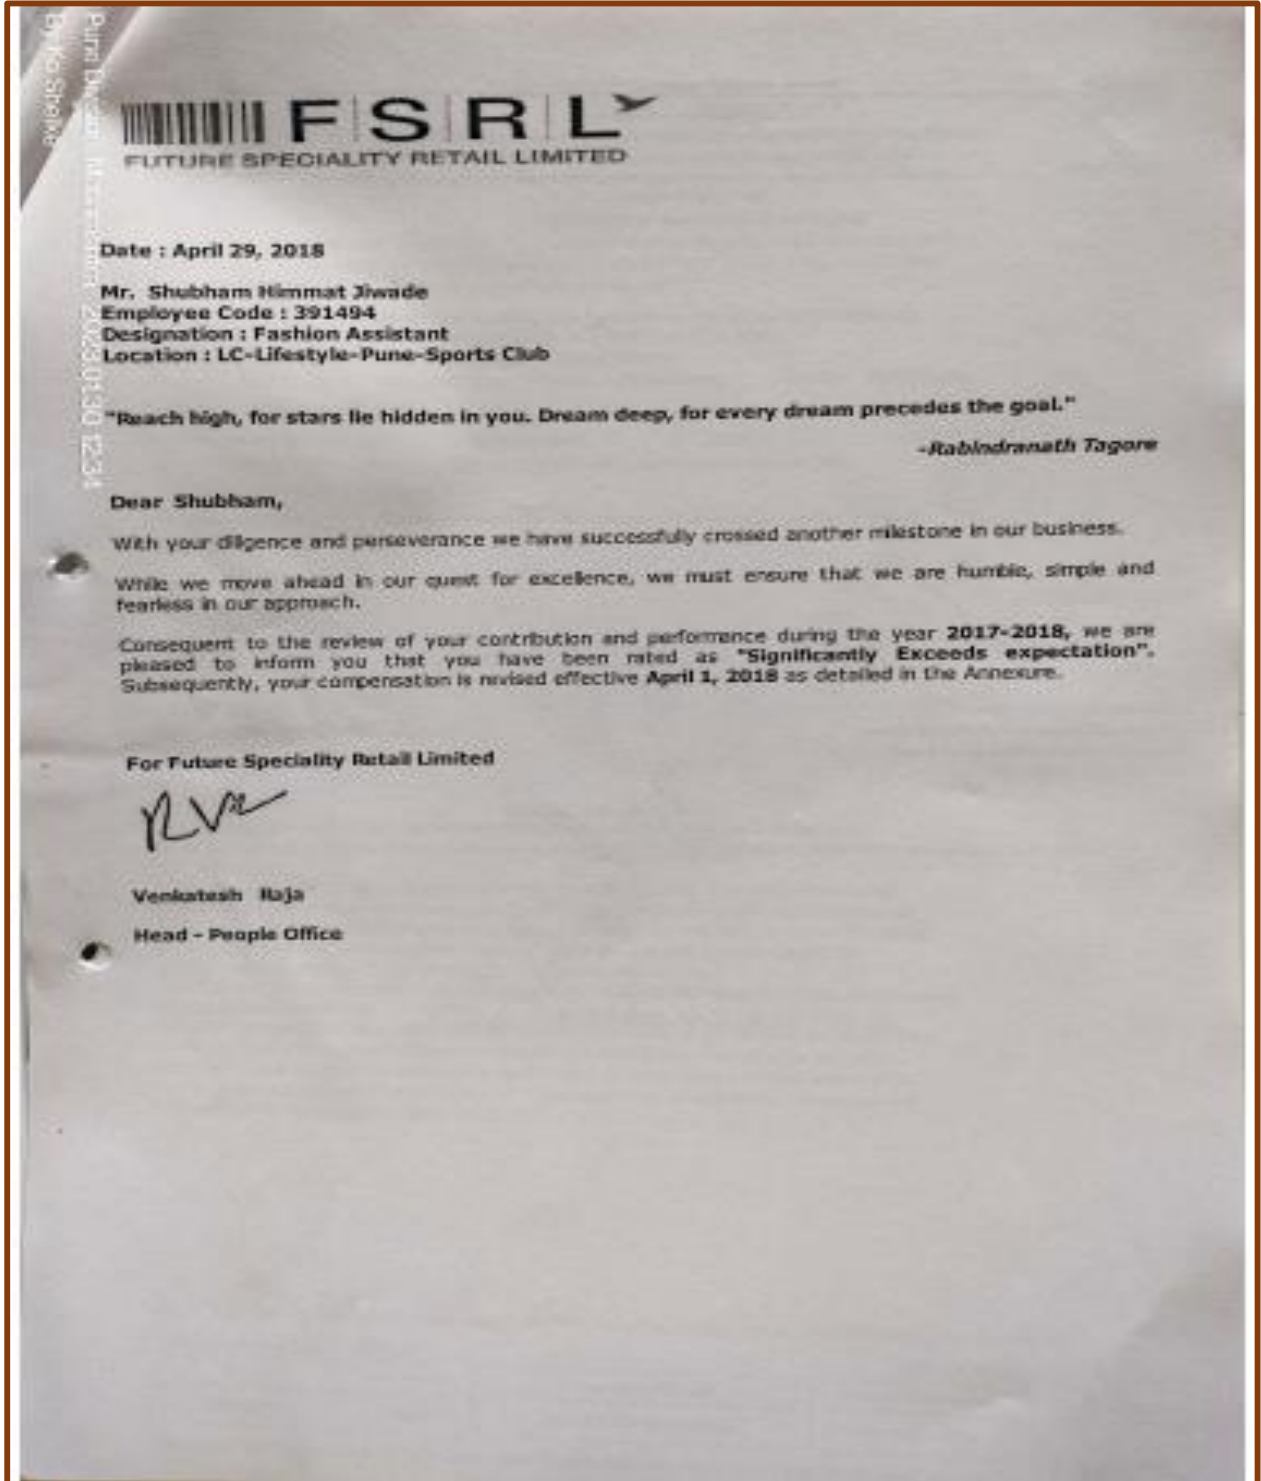 F S R L
FUTURE SPECIALITY RETAIL LIMITED
Date : April 29, 2018
Mr. Shubham Himmat Jiwade
Employee Code : 391494
Designation : Fashion Assistant
Location : LC-Lifestyle-Pune-Sports Club
"Reach high, for stars lie hidden in you. Dream deep, for every dream precedes the goal."
-Rabindranath Tagore
Dear Shubham,
With your diligence and perseverance we have successfully crossed another milestone in our business.
While we move ahead in our quest for excellence, we must ensure that we are humble, simple and
fearless in our approach.
Consequent to the review of your contribution and performance during the year 2017-2018, we are
pleased to inform you that you have been rated as "Significantly Exceeds expectation".
Subsequently, your compensation is revised effective April 1, 2018 as detailed in the Annexure.
For Future Speciality Retail Limited
Venkatesh Raja
Head - People Office
2023.01.30 12:34